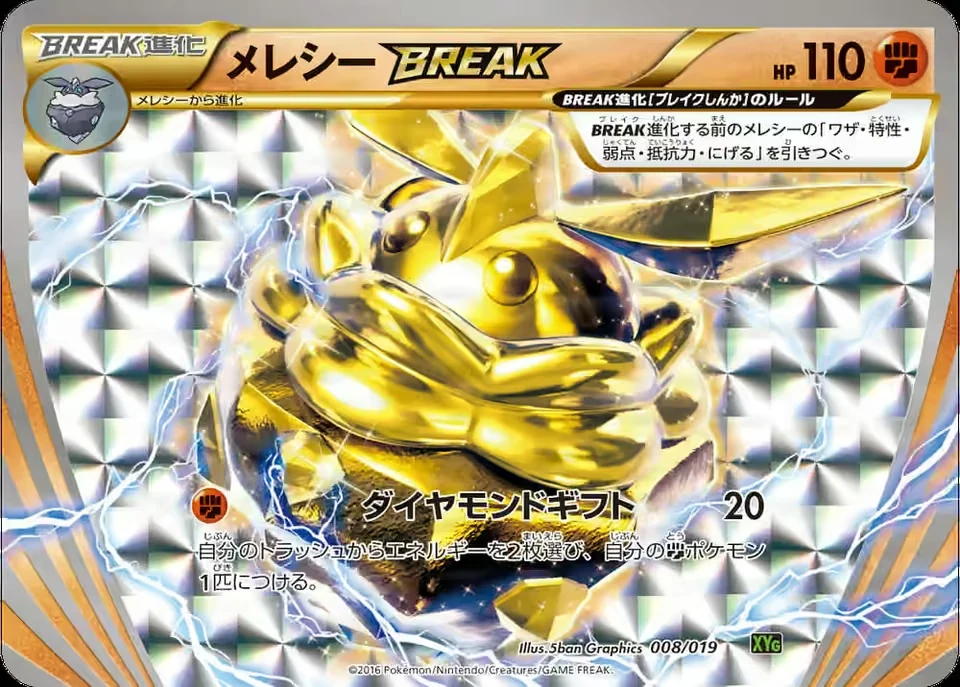 BREAK進化
メレシー BREAK
HP 110
メレシーから進化
BREAK進化[ブレイクしんか]のルール
BREAK進化する前のメレシーの「ワザ・特性・
弱点・抵抗力・にげる」を引きつぐ。
ダイヤモンドギフト 20
自分のトラッシュからエネルギーを2枚選び、自分のポケモン
1匹につける。
Illus.5ban Graphics 008/019 XYG
©2016 Pokémon/Nintendo/Creatures/GAME FREAK.